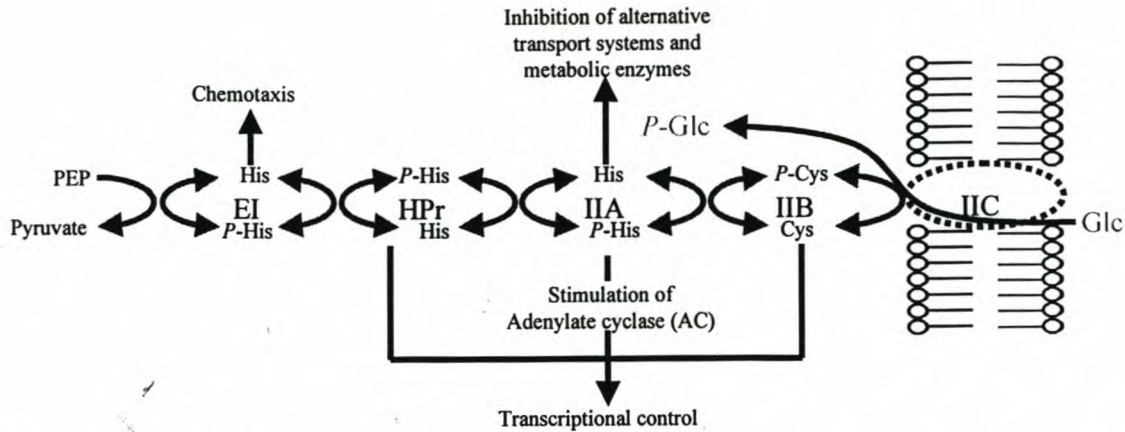 Inhibition of alternative
transport systems and
metabolic enzymes
Chemotaxis
P-Glc
PEP
His
P-His
His
P-Cys
EI
HPr
IIA
IIB
IIC
Glc
Pyruvate
P-His
His
P-His
Cys
Stimulation of
Adenylate cyclase (AC)
Transcriptional control